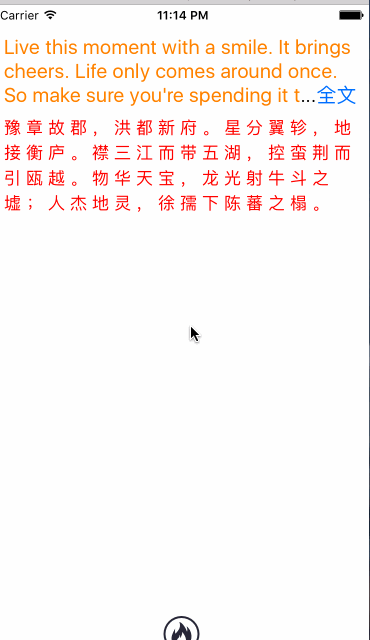 Carrier 11:14 PM
Live this moment with a smile. It brings
cheers. Life only comes around once.
So make sure you're spending it t...全文
豫章故郡，洪都新府。星分翼轸，地
接衡庐。襟三江而带五湖，控蛮荆而
引瓯越。物华天宝，龙光射牛斗之
墟；人杰地灵，徐孺下陈蕃之榻。